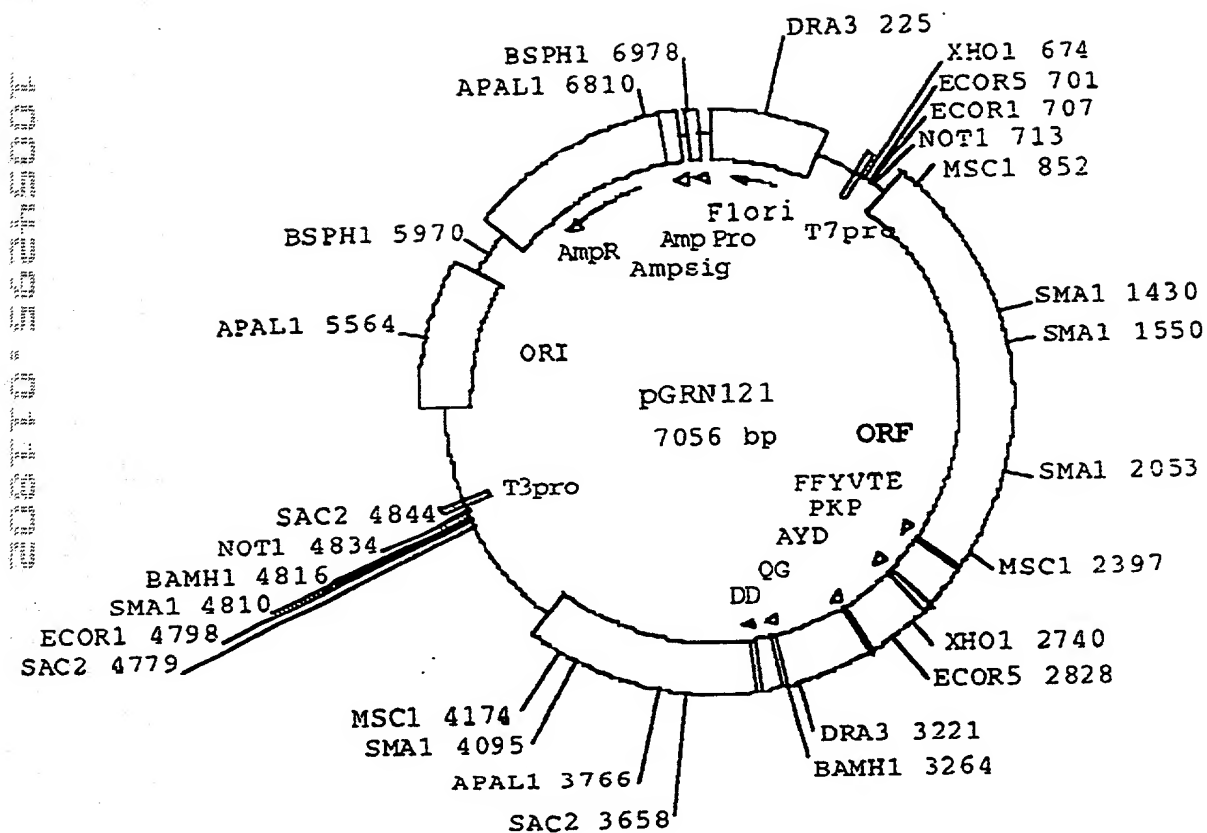 DRA3 225
BSPH1 6978
XHO1 674
APAL1 6810
ECOR5 701
ECOR1 707
NOT1 713
MSC1 852
F1ori
T7pro
BSPH1 5970
AmpR
Amp Pro
Ampsig
SMA1 1430
APAL1 5564
SMA1 1550
ORI
pGRN121
7056 bp
ORF
SMA1 2053
FFYVTE
T3pro
PKP
SAC2 4844
AYD
NOT1 4834
MSC1 2397
QG
BAMH1 4816
DD
SMA1 4810
ECOR1 4798
XHO1 2740
SAC2 4779
ECOR5 2828
MSC1 4174
DRA3 3221
SMA1 4095
BAMH1 3264
APAL1 3766
SAC2 3658